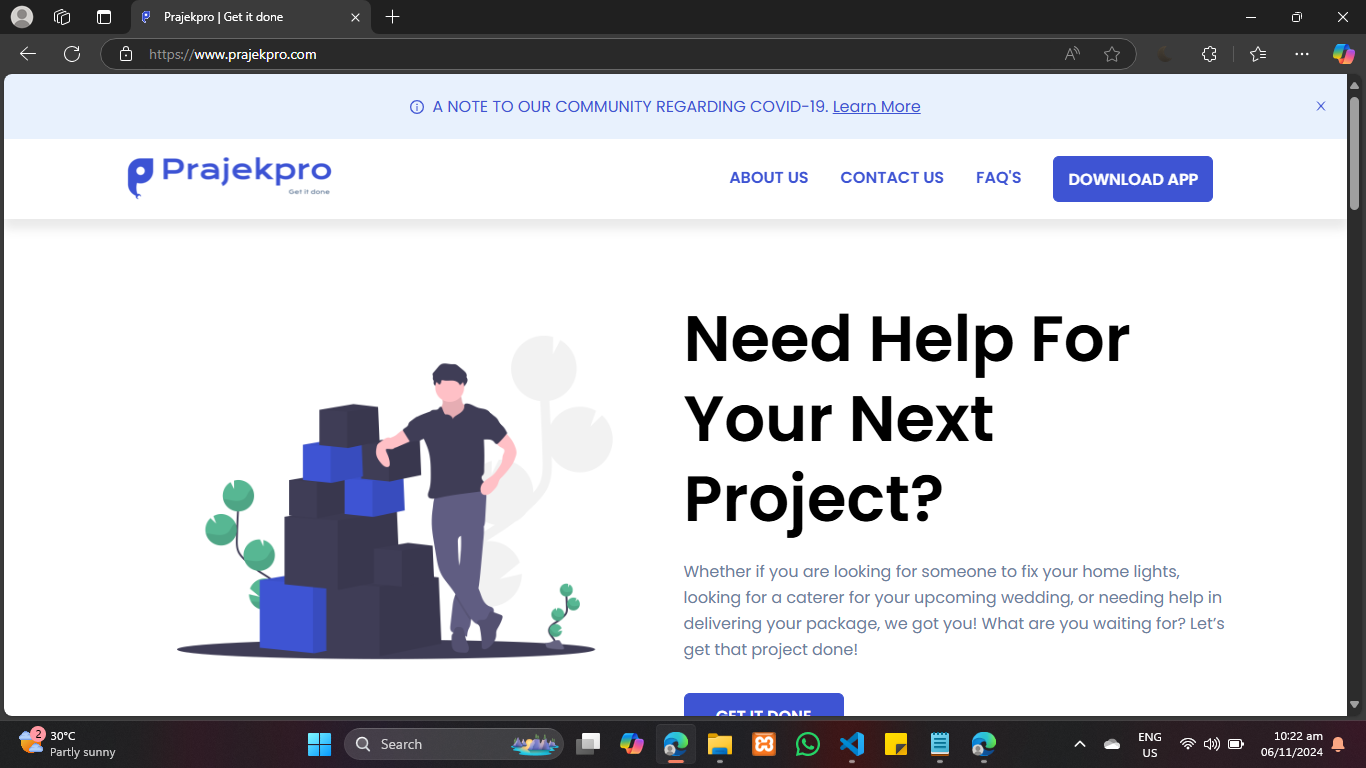 Prajekpro | Get it done
https://www.prajekpro.com
A NOTE TO OUR COMMUNITY REGARDING COVID-19. Learn More
X
Prajekpro
Get it done
ABOUT US
CONTACT US
FAQ'S
DOWNLOAD APP
Need Help For
Your Next
Project?
Whether if you are looking for someone to fix your home lights,
looking for a caterer for your upcoming wedding, or needing help in
delivering your package, we got you! What are you waiting for? Let’s
get that project done!
GET IT DONE
2
30°C
Partly sunny
Search
ENG
US
10:22 am
06/11/2024